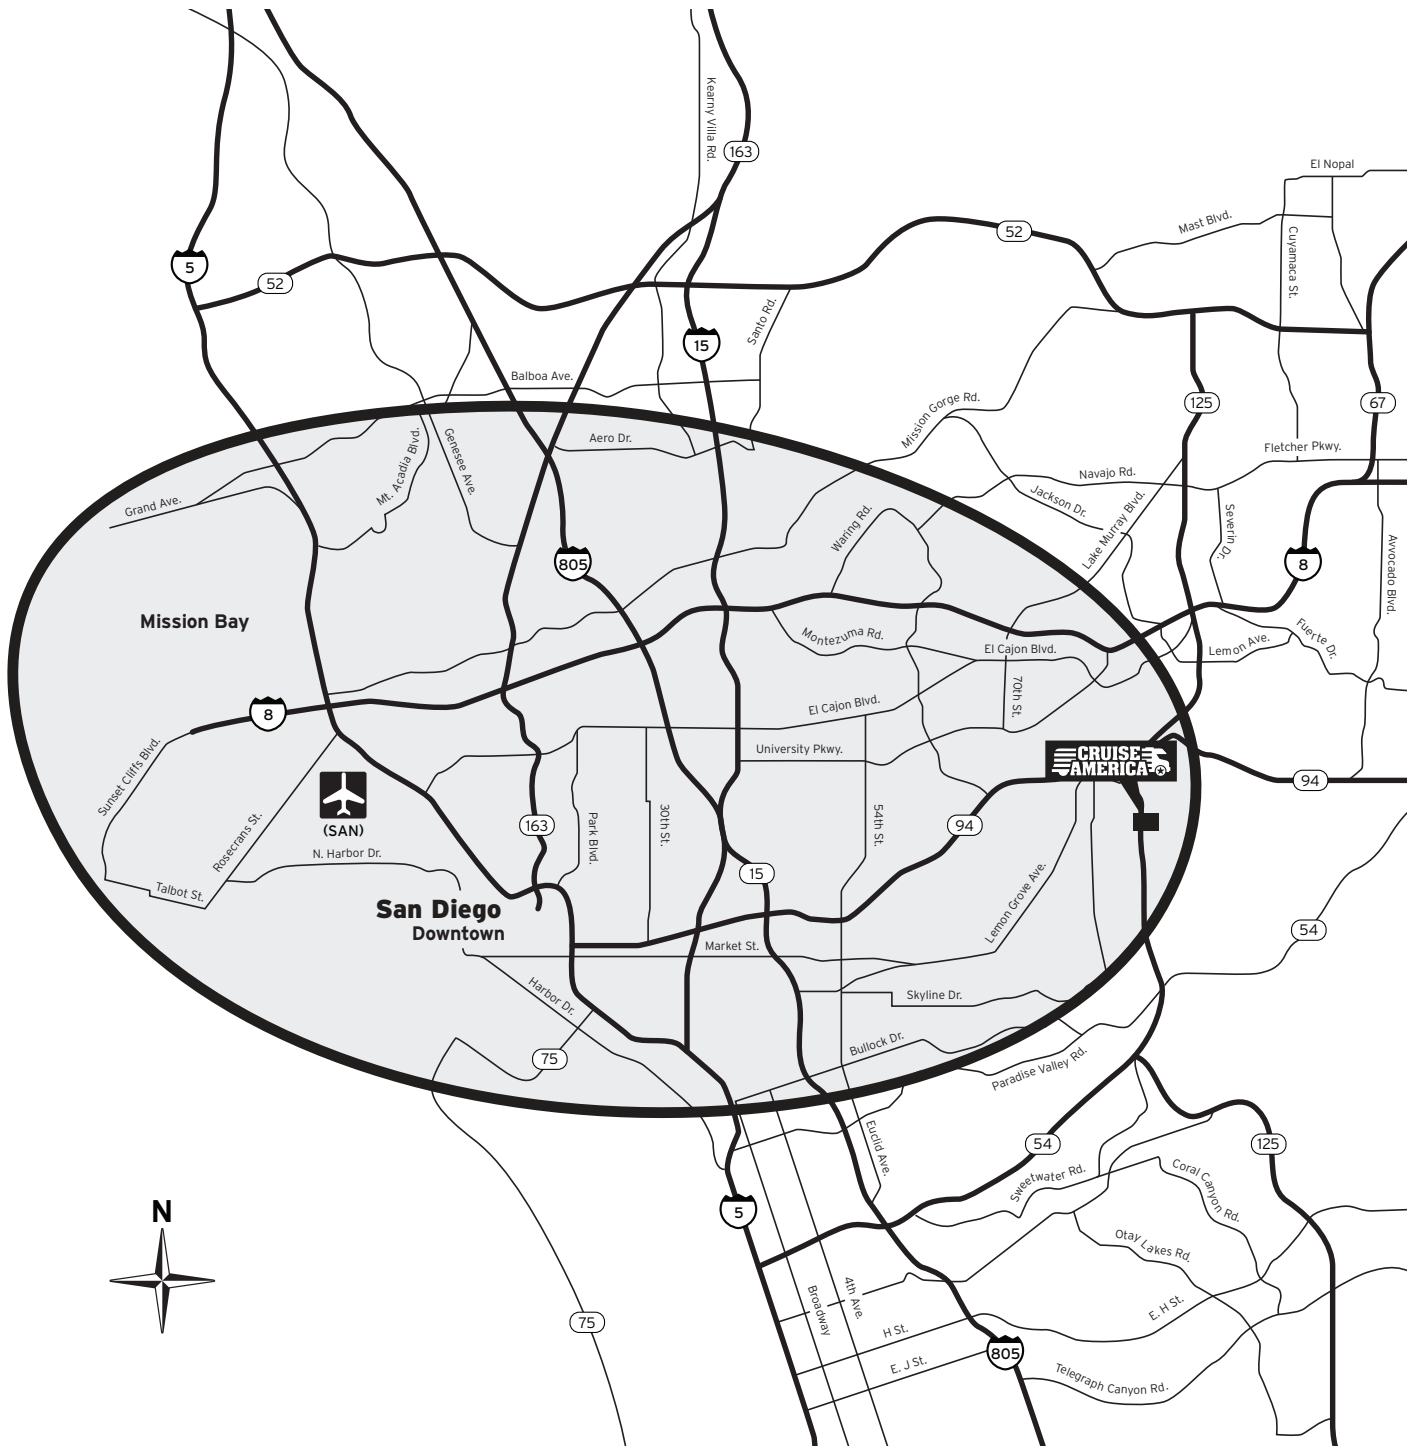 Kearny Villa Rd.
163
El Nopal
Mast Blvd.
52
Cuyamaca St.
5
52
Santo Rd.
15
Balboa Ave.
Mission Gorge Rd.
125
67
Aero Dr.
Mt. Acadia Blvd.
Genesee Ave.
Fletcher Pkwy.
Navajo Rd.
Jackson Dr.
Grand Ave.
Waring Rd.
Lake Murray Blvd.
Severin Dr.
805
8
Avocado Blvd.
Mission Bay
Montezuma Rd.
El Cajon Blvd.
Lemon Ave.
Fuerte Dr.
70th St.
8
El Cajon Blvd.
University Pkwy.
CRUISE
AMERICA
Sunset Cliffs Blvd.
94
(SAN)
Rosecrans St.
163
Park Blvd.
30th St.
54th St.
94
N. Harbor Dr.
15
Talbot St.
Lemon Grove Ave.
San Diego
Downtown
54
Market St.
Harbor Dr.
Skyline Dr.
75
Bullock Dr.
Paradise Valley Rd.
Euclid Ave.
54
125
Sweetwater Rd.
Coral Canyon Rd.
N
5
Otay Lakes Rd.
Broadway
4th Ave.
E. H St.
75
H St.
805
E. J St.
Telegraph Canyon Rd.